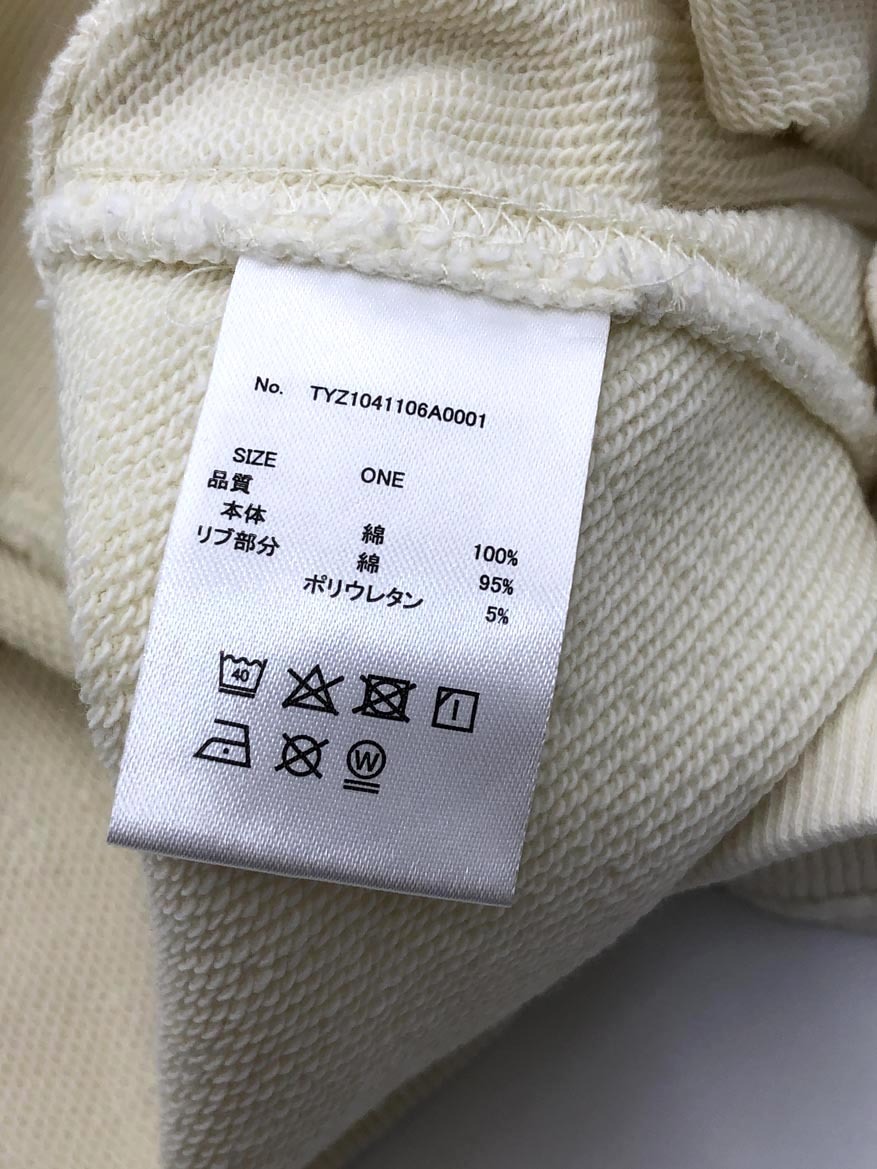 No. TYZ1041106A0001
SIZE ONE
品質
本体 綿 100%
リブ部分 綿 95%
ポリウレタン 5%
40
W